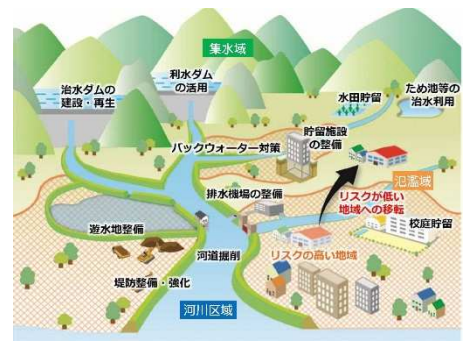 集水域
治水ダムの
建設・再生
利水ダム
の活用
水田貯留
ため池等の
治水利用
バックウォーター対策
貯留施設
の整備
氾濫域
排水機場の整備
リスクが低い
地域への移転
校庭貯留
遊水地整備
河道掘削
リスクの高い地域
堤防整備・強化
河川区域